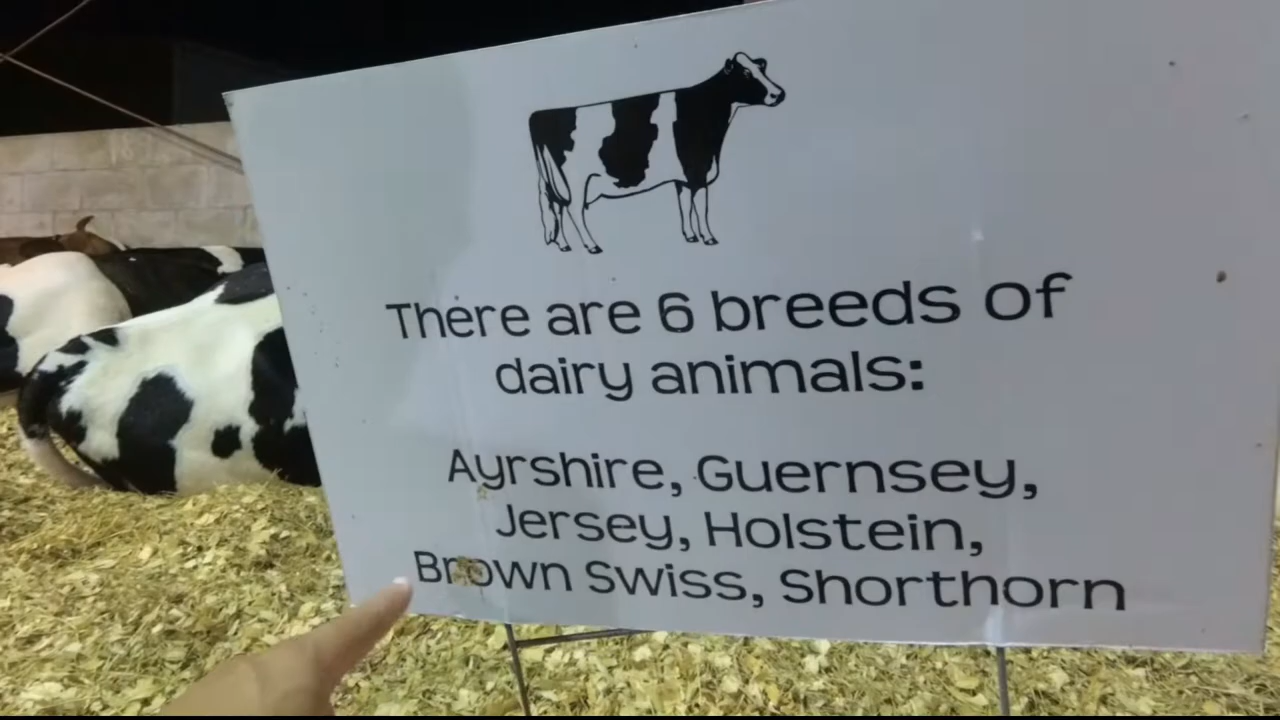 There are 6 breeds of
dairy animals:
Ayrshire, Guernsey,
Jersey, Holstein,
Brown Swiss, Shorthorn